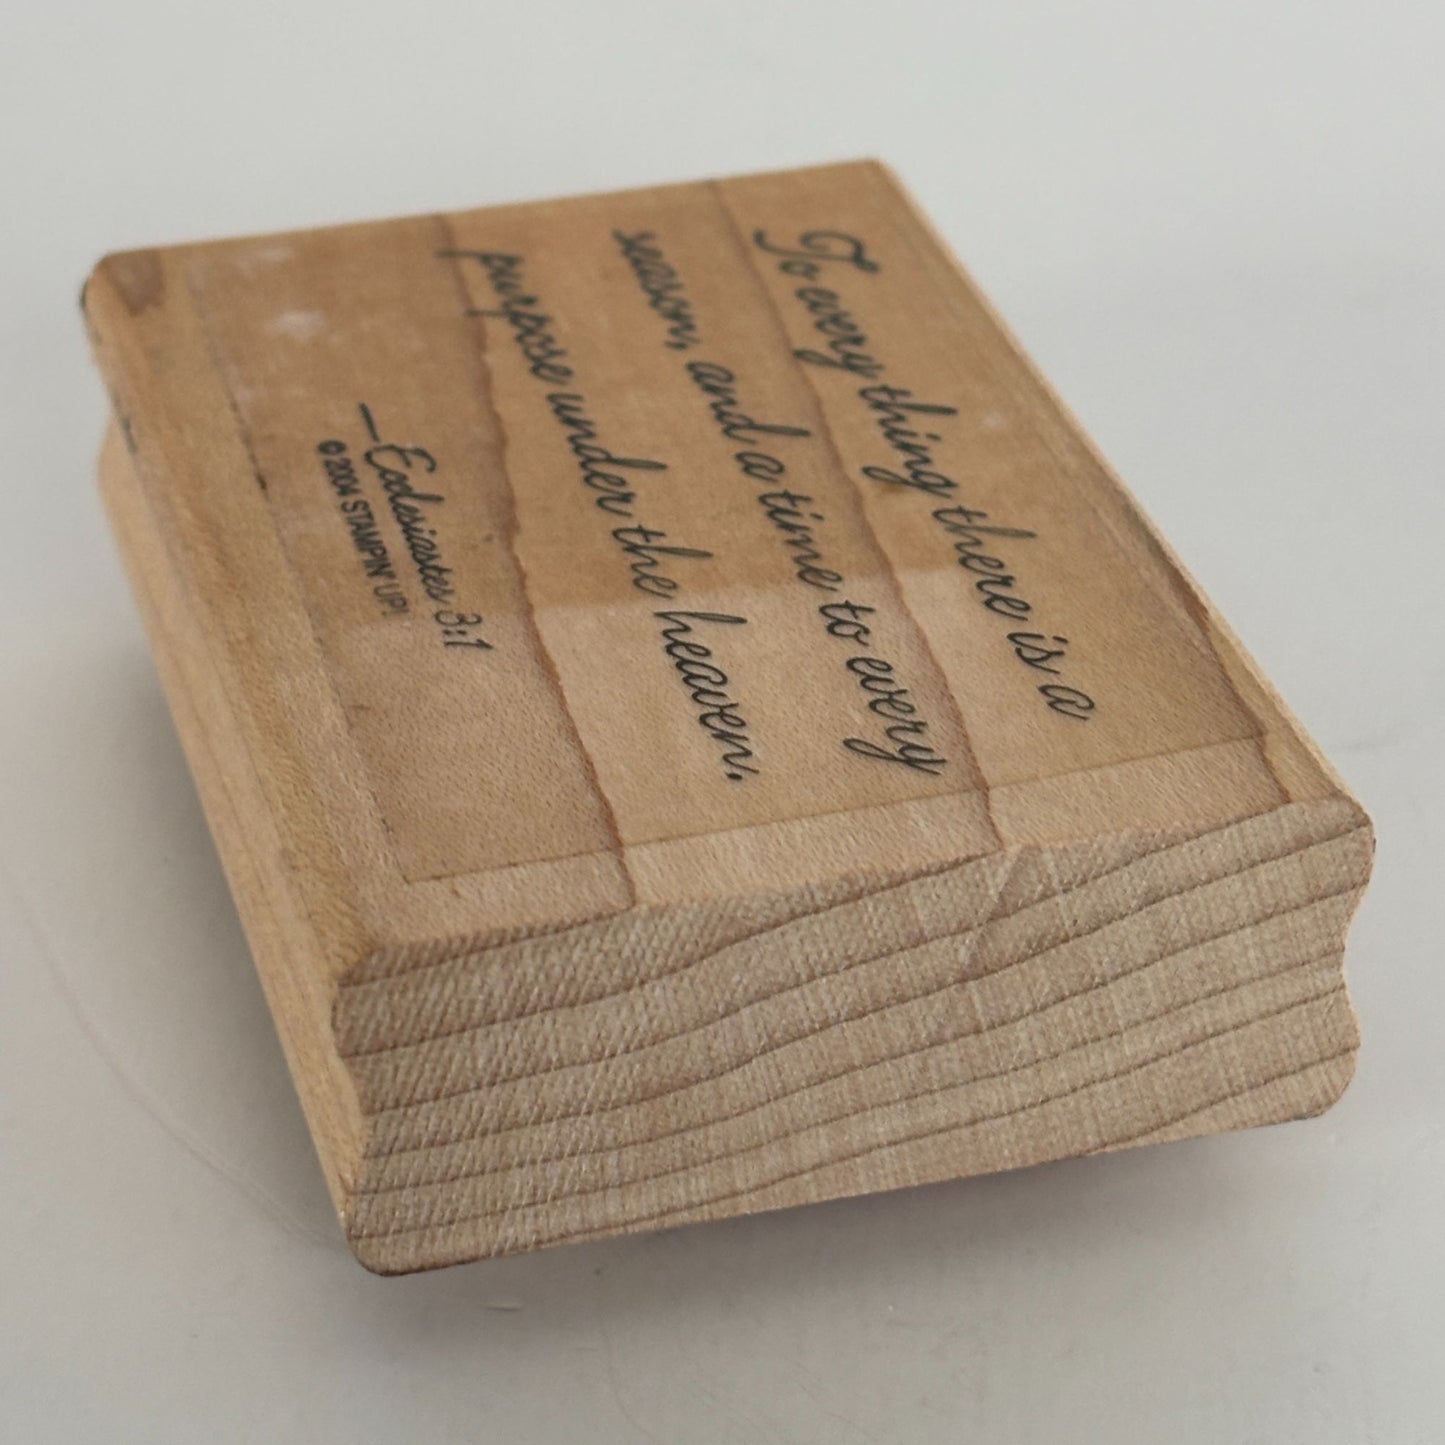 To every thing there is a
season, and a time to every
purpose under the heaven.
—Ecclesiastes 3:1
© 2004 STAMPIN' UP!